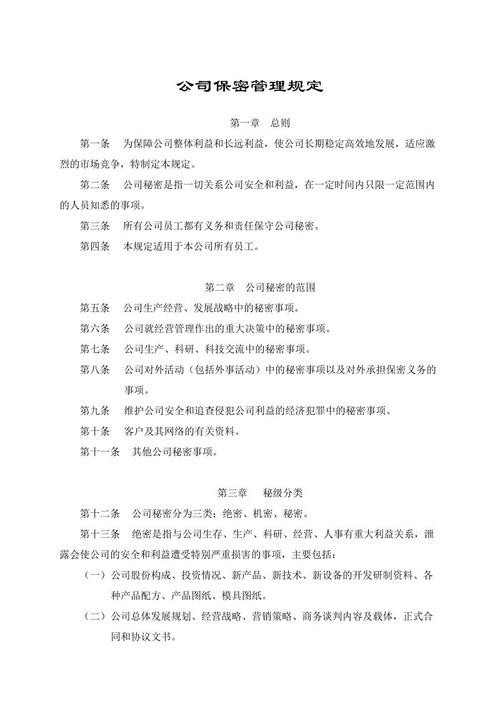 公司保密管理规定
第一章 总则
第一条 为保障公司整体利益和长远利益，使公司长期稳定高效地发展，适应激
烈的市场竞争，特制定本规定。
第二条 公司秘密是指一切关系公司安全和利益，在一定时间内只限一定范围内
的人员知悉的事项。
第三条 所有公司员工都有义务和责任保守公司秘密。
第四条 本规定适用于本公司所有员工。
第二章 公司秘密的范围
第五条 公司生产经营、发展战略中的秘密事项。
第六条 公司就经营管理作出的重大决策中的秘密事项。
第七条 公司生产、科研、科技交流中的秘密事项。
第八条 公司对外活动（包括外事活动）中的秘密事项以及对外承担保密义务的
事项。
第九条 维护公司安全和追查侵犯公司利益的经济犯罪中的秘密事项。
第十条 客户及其网络的有关资料。
第十一条 其他公司秘密事项。
第三章 秘级分类
第十二条 公司秘密分为三类：绝密、机密、秘密。
第十三条 绝密是指与公司生存、生产、科研、经营、人事有重大利益关系，泄
露会使公司的安全和利益遭受特别严重损害的事项，主要包括：
（一）公司股份构成、投资情况、新产品、新技术、新设备的开发研制资料、各
种产品配方、产品图纸、模具图纸。
（二）公司总体发展规划、经营战略、营销策略、商务谈判内容及载体，正式合
同和协议文书。